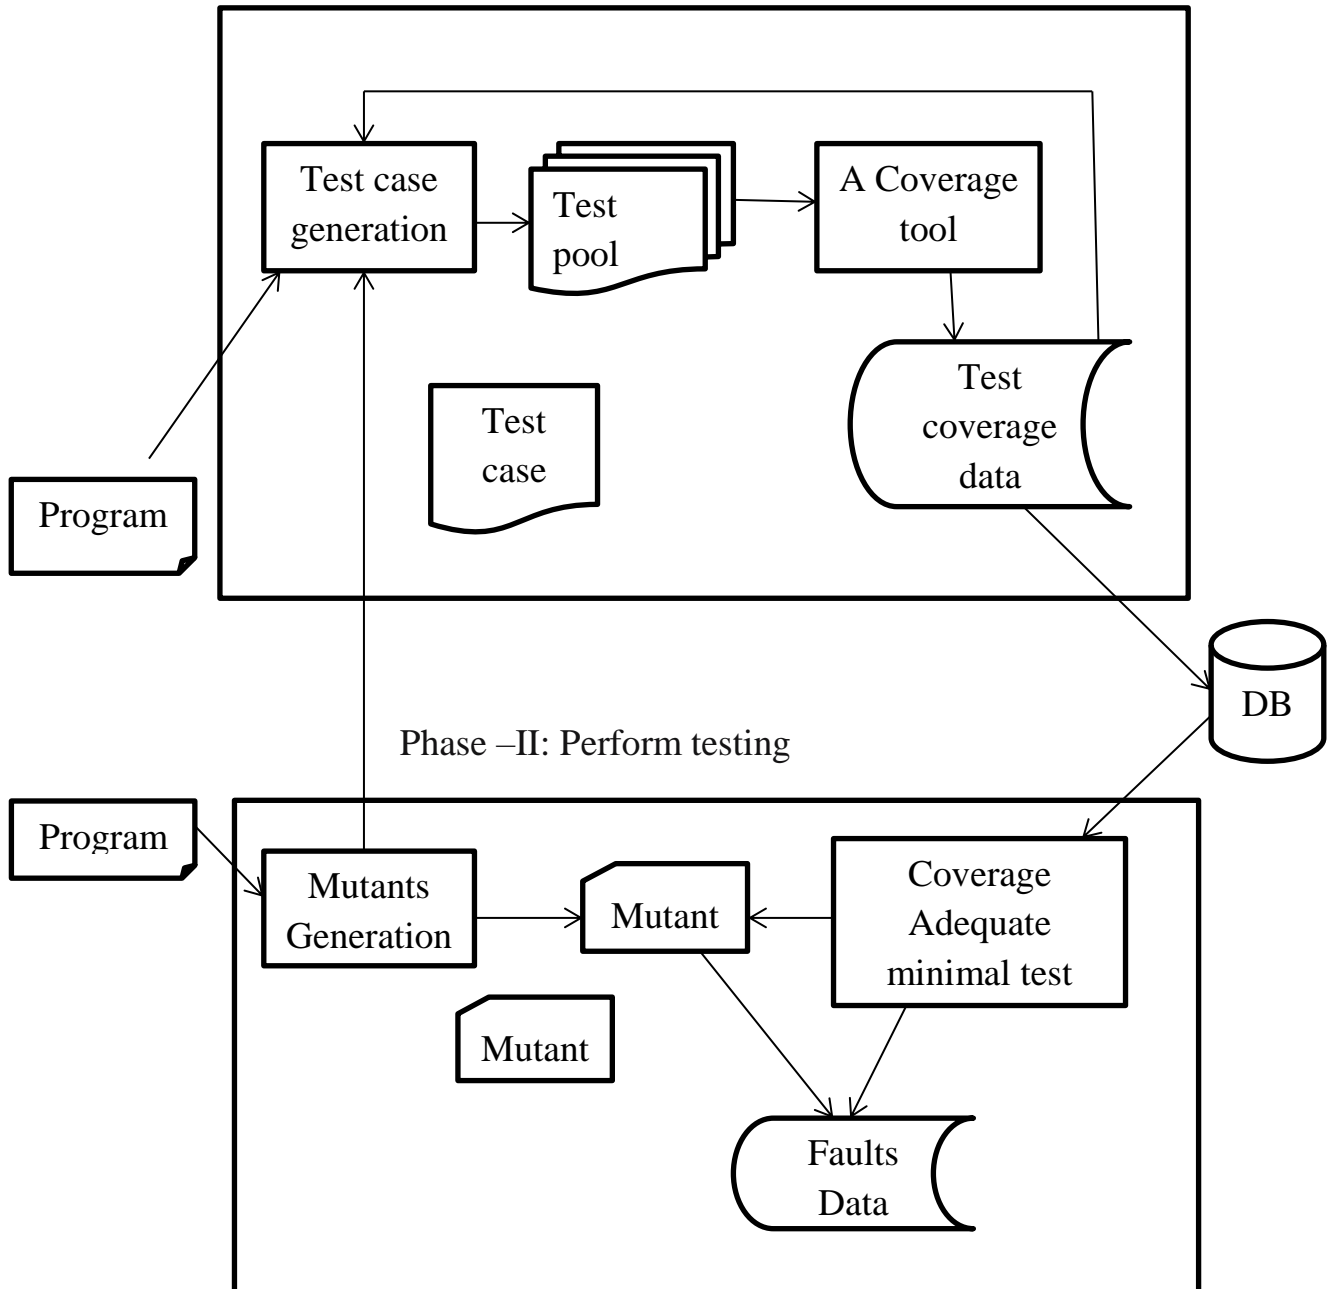 Test case
generation
Test
pool
A Coverage
tool
Test
case
Test
coverage
data
Program
DB
Phase –II: Perform testing
Program
Mutants
Generation
Mutant
Coverage
Adequate
minimal test
Mutant
Faults
Data